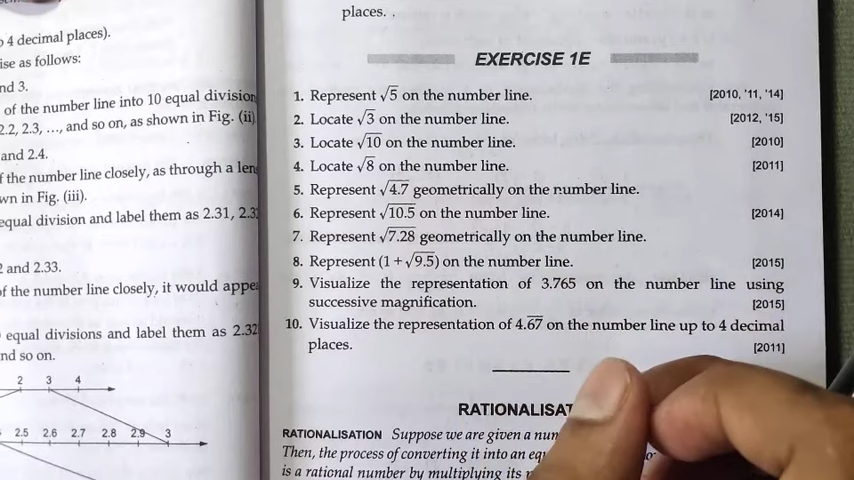 4 decimal places).
ise as follows:
nd 3.
of the number line into 10 equal division
2.2, 2.3, ..., and so on, as shown in Fig. (ii)
and 2.4.
f the number line closely, as through a len
wn in Fig. (iii).
equal division and label them as 2.31, 2.3
2 and 2.33.
of the number line closely, it would appea
equal divisions and label them as 2.32
nd so on.
2 3 4
2.5 2.6 2.7 2.8 2.9 3
places. .
EXERCISE 1E
1. Represent √5 on the number line. [2010, '11, '14]
2. Locate √3 on the number line. [2012, '15]
3. Locate √10 on the number line. [2010]
4. Locate √8 on the number line. [2011]
5. Represent √4.7 geometrically on the number line.
6. Represent √10.5 on the number line. [2014]
7. Represent √7.28 geometrically on the number line.
8. Represent (1 + √9.5) on the number line. [2015]
9. Visualize the representation of 3.765 on the number line using
successive magnification. [2015]
10. Visualize the representation of 4.6̅7̅ on the number line up to 4 decimal
places. [2011]
RATIONALISAT
RATIONALISATION Suppose we are given a num
Then, the process of converting it into an eq
is a rational number by multiplying its n